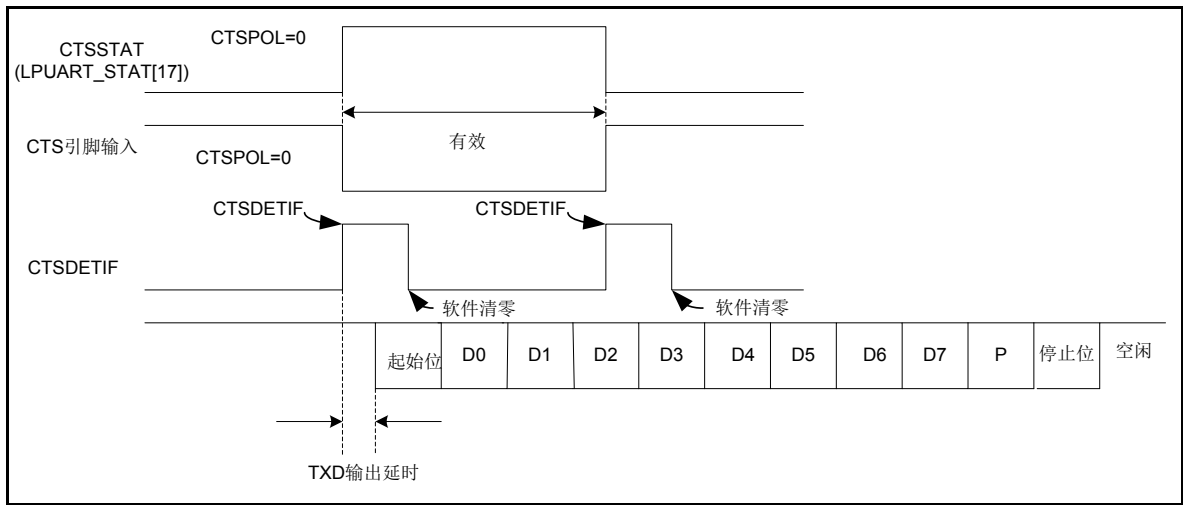 CTSSTAT
(LPUART_STAT[17])
CTSPOL=0
有效
CTS引脚输入
CTSPOL=0
CTSDETIF
CTSDETIF
CTSDETIF
软件清零
软件清零
起始位 D0 D1 D2 D3 D4 D5 D6 D7 P 停止位 空闲
TXD输出延时